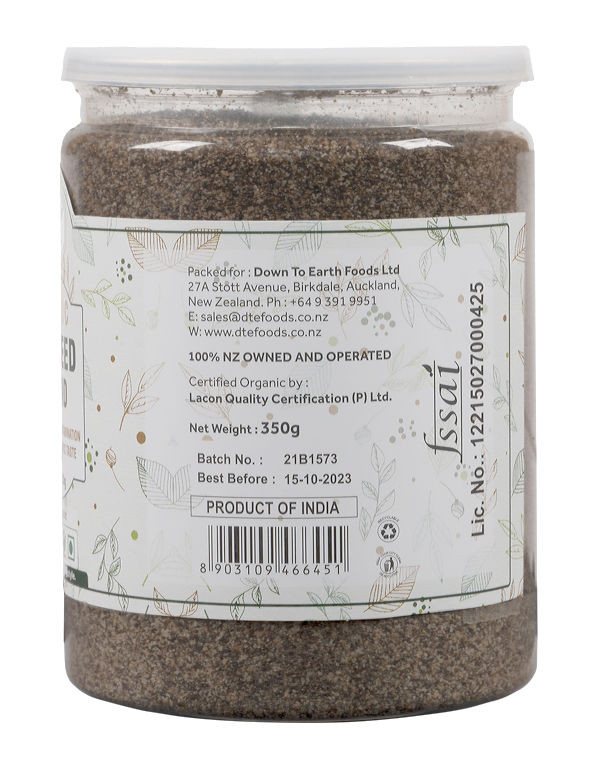 Packed for : Down To Earth Foods Ltd
27A Stott Avenue, Birkdale, Auckland,
New Zealand. Ph : +64 9 391 9951
E: sales@dtefoods.co.nz
W: www.dtefoods.co.nz
100% NZ OWNED AND OPERATED
Certified Organic by :
Lacon Quality Certification (P) Ltd.
Net Weight : 350g
Batch No. : 21B1573
Best Before : 15-10-2023
PRODUCT OF INDIA
8 903109 466451
fssai
Lic. No.: 12215027000425
RECYCLABLE
EED